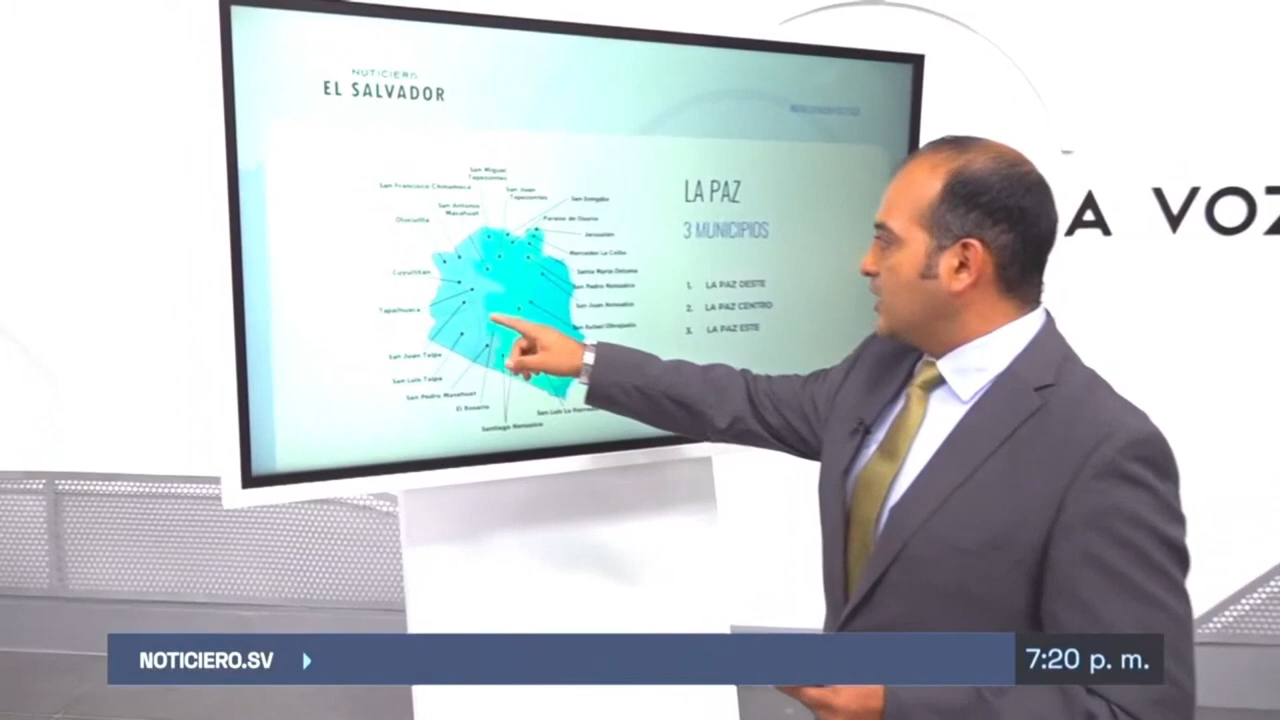 NOTICIERO
EL SALVADOR
San Miguel
Tepezontes
San Francisco Chinameca
San Juan
Tepezontes
San Emigdio
San Antonio
Masahuat
Olocuilta
Paraíso de Osorio
Jerusalén
Mercedes La Ceiba
Cuyultitán
Santa María Ostuma
San Pedro Nonualco
Tapalhuaca
San Juan Nonualco
San Rafael Obrajuelo
San Juan Talpa
San Luis Talpa
San Pedro Masahuat
El Rosario
San Luis La
Santiago Nonualco
LA PAZ
3 MUNICIPIOS
1. LA PAZ OESTE
2. LA PAZ CENTRO
3. LA PAZ ESTE
A VOZ
NOTICIERO.SV
7:20 p. m.